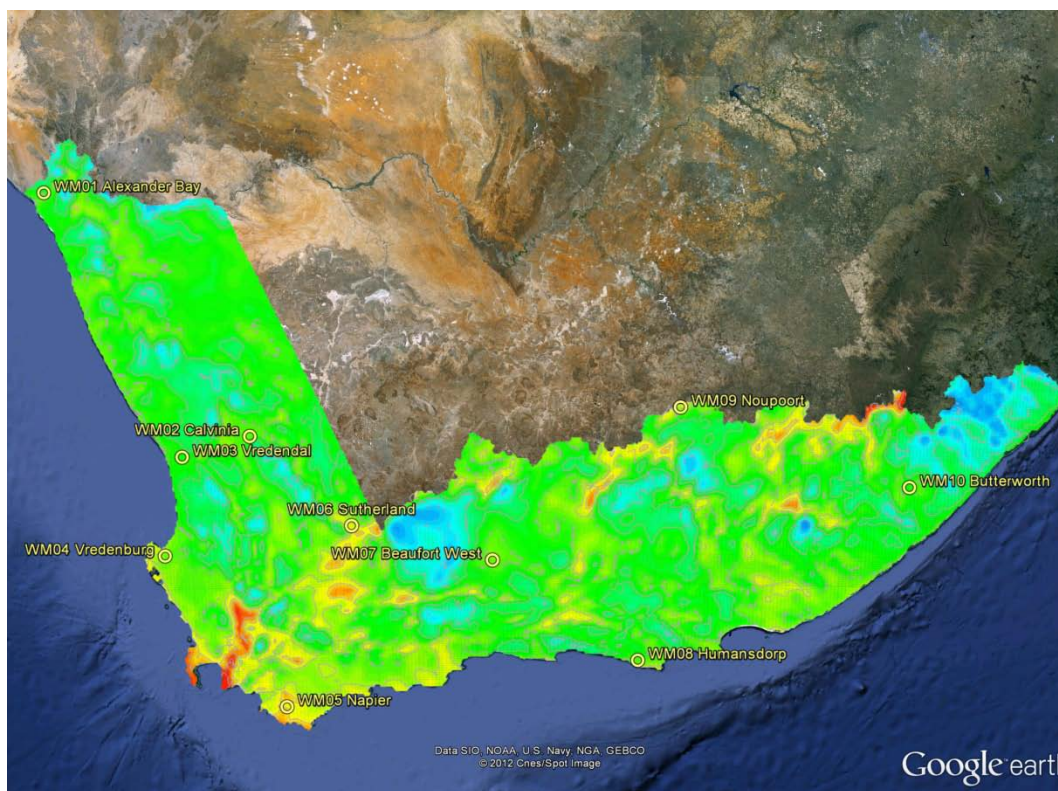 WM01 Alexander Bay
WM09 Noupoort
WM02 Calvinia
WM03 Vredendal
WM10 Butterworth
WM06 Sutherland
WM04 Vredenburg
WM07 Beaufort West
WM08 Humansdorp
WM05 Napier
Data SIO, NOAA, U.S. Navy, NGA, GEBCO
© 2012 Cnes/Spot Image
Google earth